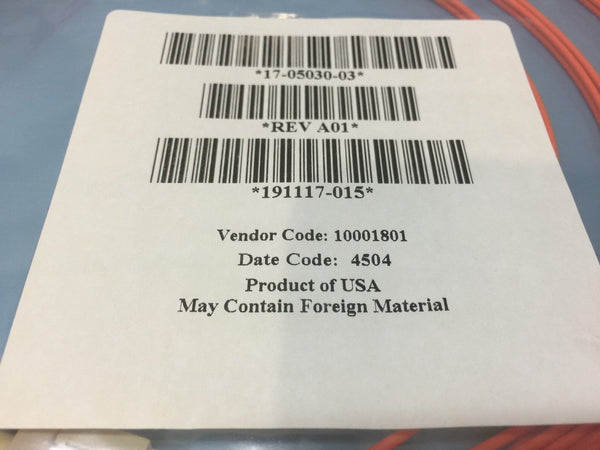 *17-05030-03*
*REV A01*
*191117-015*
Vendor Code: 10001801
Date Code: 4504
Product of USA
May Contain Foreign Material